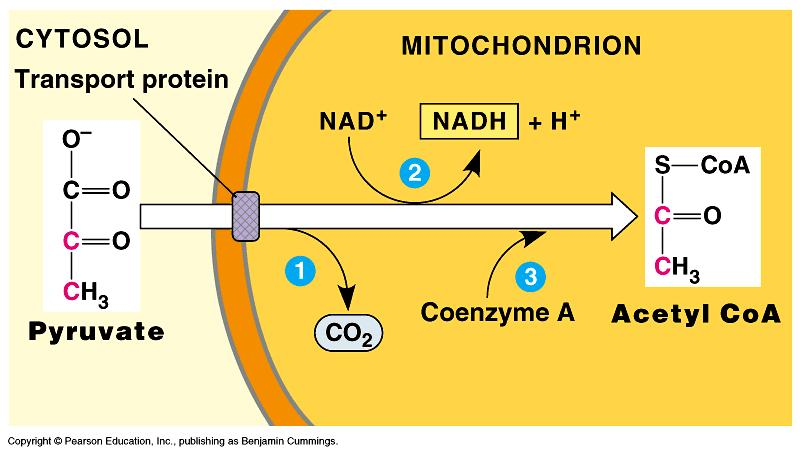 CYTOSOL
MITOCHONDRION
Transport protein
NAD⁺
NADH
+ H⁺
O⁻
C=O
C=O
CH₃
Pyruvate
2
1
3
CO₂
Coenzyme A
S—CoA
C=O
CH₃
Acetyl CoA
Copyright © Pearson Education, Inc., publishing as Benjamin Cummings.